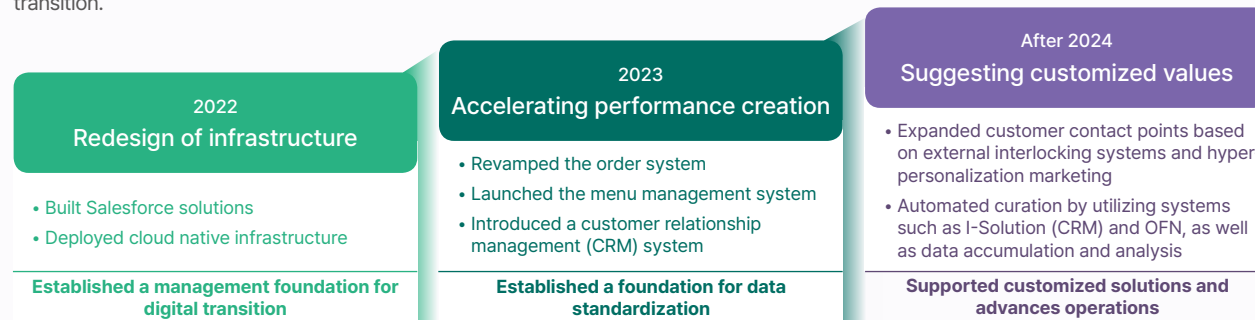 transition.
2022
Redesign of infrastructure
• Built Salesforce solutions
• Deployed cloud native infrastructure
Established a management foundation for
digital transition
2023
Accelerating performance creation
• Revamped the order system
• Launched the menu management system
• Introduced a customer relationship
management (CRM) system
Established a foundation for data
standardization
After 2024
Suggesting customized values
• Expanded customer contact points based
on external interlocking systems and hyper
personalization marketing
• Automated curation by utilizing systems
such as I-Solution (CRM) and OFN, as well
as data accumulation and analysis
Supported customized solutions and
advances operations